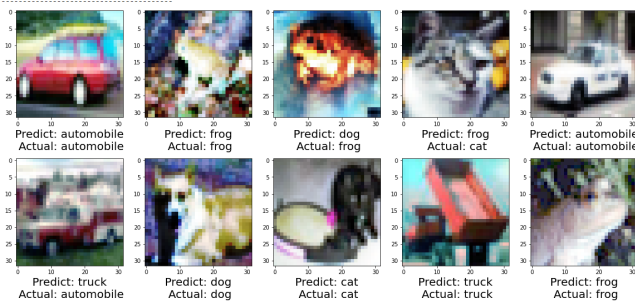 Predict: automobile
Actual: automobile
Predict: frog
Actual: frog
Predict: dog
Actual: frog
Predict: frog
Actual: cat
Predict: automobile
Actual: automobile
Predict: truck
Actual: automobile
Predict: dog
Actual: dog
Predict: cat
Actual: cat
Predict: truck
Actual: truck
Predict: frog
Actual: frog